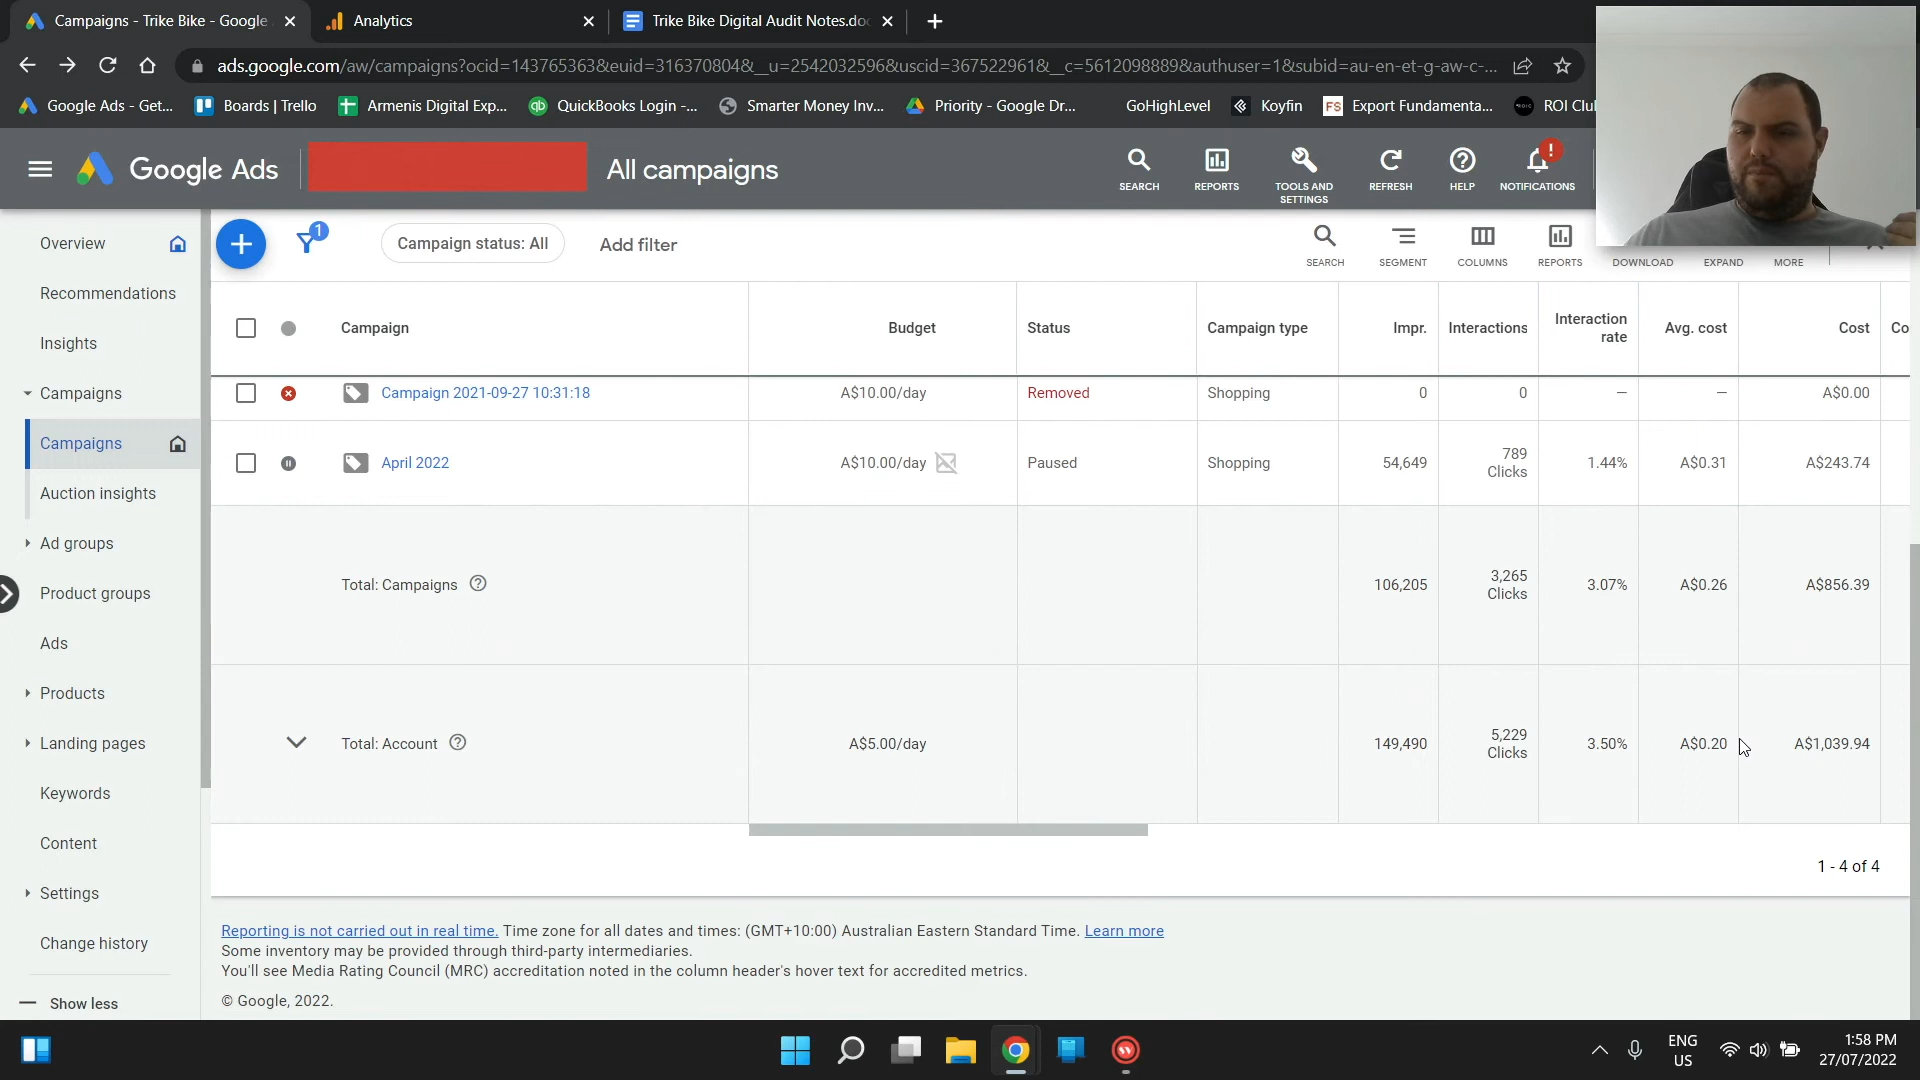 Campaigns - Trike Bike - Google
Analytics
Trike Bike Digital Audit Notes.do
ads.google.com/aw/campaigns?ocid=143765363&euid=316370804&__u=2542032596&uscid=367522961&__c=5612098889&authuser=1&subid=au-en-et-g-aw-c-...
Google Ads - Get...
Boards | Trello
Armenis Digital Exp...
QuickBooks Login -...
Smarter Money Inv...
Priority - Google Dr...
GoHighLevel
Koyfin
FS
Export Fundamenta...
ROI Clu
Google Ads
All campaigns
SEARCH
REPORTS
TOOLS AND
SETTINGS
REFRESH
HELP
NOTIFICATIONS
Overview
Recommendations
Insights
Campaigns
Campaigns
Auction insights
Ad groups
Product groups
Ads
Products
Landing pages
Keywords
Content
Settings
Change history
Show less
1
Campaign status: All
Add filter
SEARCH
SEGMENT
COLUMNS
REPORTS
DOWNLOAD
EXPAND
MORE
Campaign Budget Status Campaign type Impr. Interactions Interaction rate Avg. cost Cost Co
Campaign 2021-09-27 10:31:18 A$10.00/day Removed Shopping 0 0 — — A$0.00
April 2022 A$10.00/day Paused Shopping 54,649 789 Clicks 1.44% A$0.31 A$243.74
Total: Campaigns 106,205 3,265 Clicks 3.07% A$0.26 A$856.39
Total: Account A$5.00/day 149,490 5,229 Clicks 3.50% A$0.20 A$1,039.94
1 - 4 of 4
Reporting is not carried out in real time. Time zone for all dates and times: (GMT+10:00) Australian Eastern Standard Time. Learn more
Some inventory may be provided through third-party intermediaries.
You'll see Media Rating Council (MRC) accreditation noted in the column header's hover text for accredited metrics.
© Google, 2022.
ENG
US
1:58 PM
27/07/2022